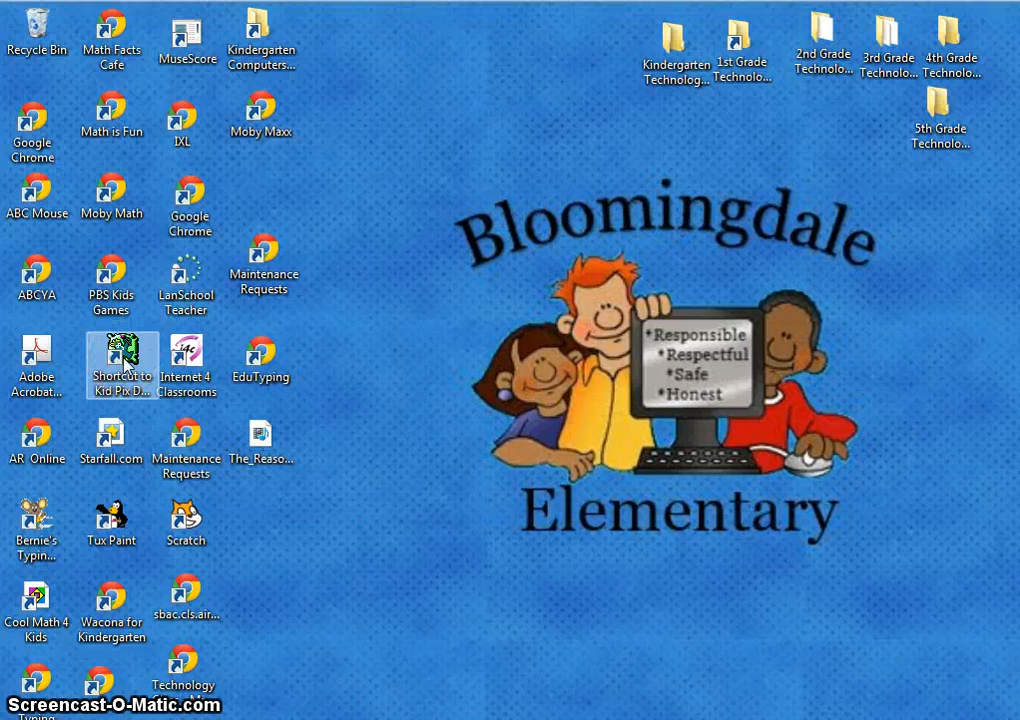 Recycle Bin
Math Facts
Cafe
MuseScore
Kindergarten
Computers...
Kindergarten
Technolog...
1st Grade
Technolo...
2nd Grade
Technolo...
3rd Grade
Technolo...
4th Grade
Technolo...
Google
Chrome
Math is Fun
IXL
Moby Maxx
5th Grade
Technolo...
ABC Mouse
Moby Math
Google
Chrome
Bloomingdale
ABCYA
PBS Kids
Games
LanSchool
Teacher
Maintenance
Requests
*Responsible
*Respectful
*Safe
*Honest
Adobe
Acrobat...
Shortcut to
Kid Pix D...
Internet 4
Classrooms
EduTyping
AR Online
Starfall.com
Maintenance
Requests
The_Reaso...
Elementary
Bernie's
Typin...
Tux Paint
Scratch
Cool Math 4
Kids
Wacona for
Kindergarten
sbac.cls.air...
Technology
Screencast-O-Matic.com
Typing